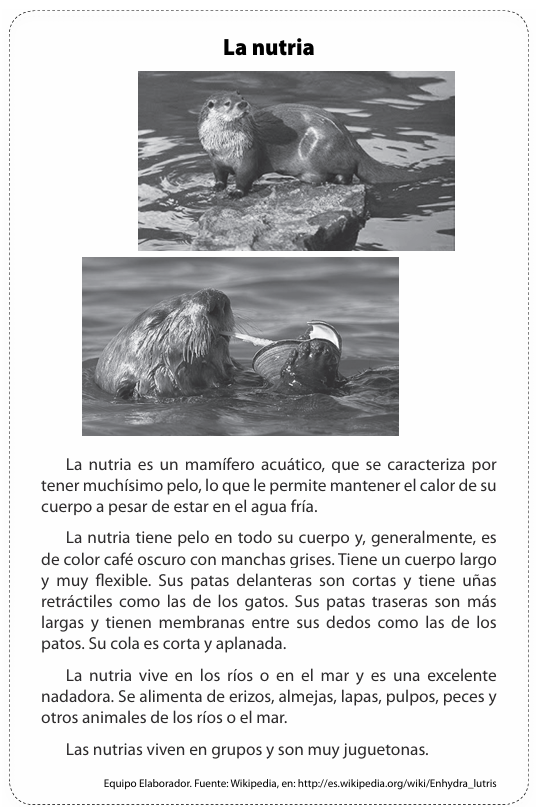 La nutria
La nutria es un mamífero acuático, que se caracteriza por
tener muchísimo pelo, lo que le permite mantener el calor de su
cuerpo a pesar de estar en el agua fría.
La nutria tiene pelo en todo su cuerpo y, generalmente, es
de color café oscuro con manchas grises. Tiene un cuerpo largo
y muy flexible. Sus patas delanteras son cortas y tiene uñas
retráctiles como las de los gatos. Sus patas traseras son más
largas y tienen membranas entre sus dedos como las de los
patos. Su cola es corta y aplanada.
La nutria vive en los ríos o en el mar y es una excelente
nadadora. Se alimenta de erizos, almejas, lapas, pulpos, peces y
otros animales de los ríos o el mar.
Las nutrias viven en grupos y son muy juguetonas.
Equipo Elaborador. Fuente: Wikipedia, en: http://es.wikipedia.org/wiki/Enhydra_lutris